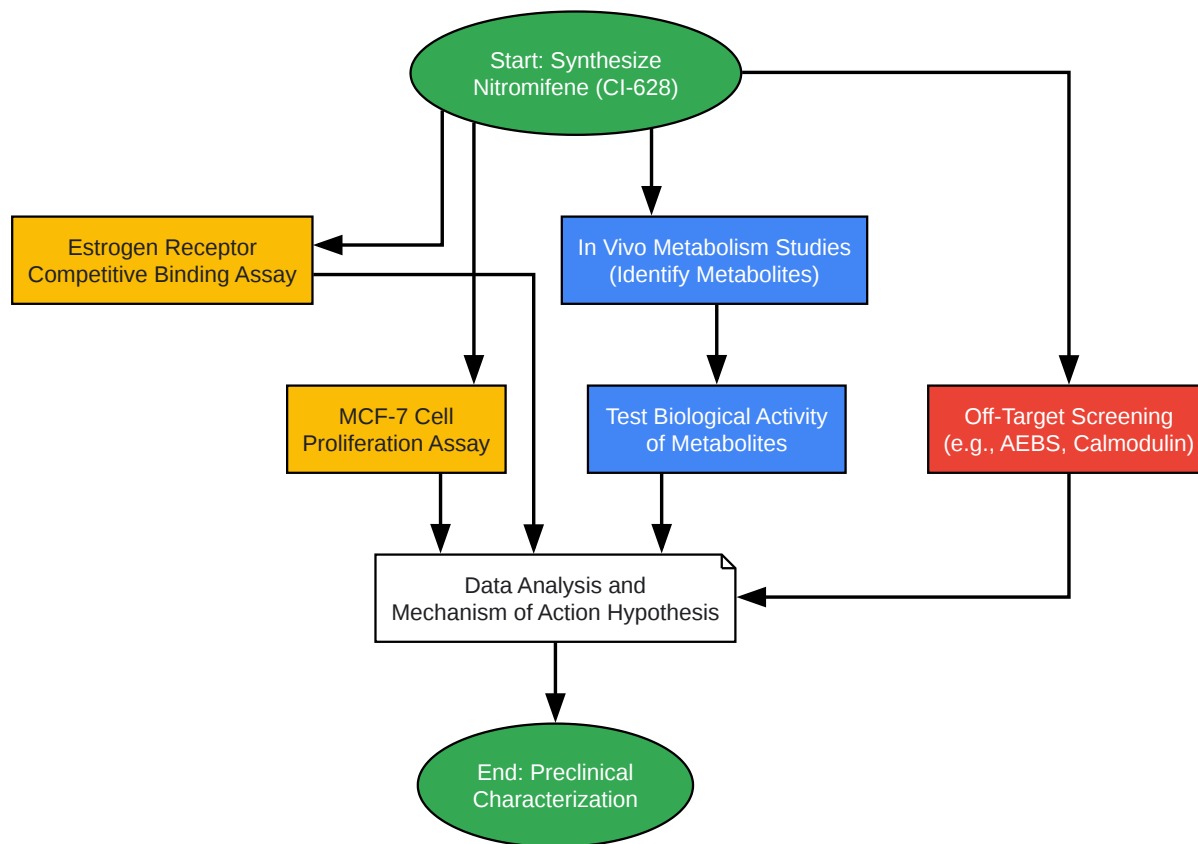 Start: Synthesize
Nitromifene (CI-628)
Estrogen Receptor
Competitive Binding Assay
In Vivo Metabolism Studies
(Identify Metabolites)
MCF-7 Cell
Proliferation Assay
Test Biological Activity
of Metabolites
Off-Target Screening
(e.g., AEBS, Calmodulin)
Data Analysis and
Mechanism of Action Hypothesis
End: Preclinical
Characterization